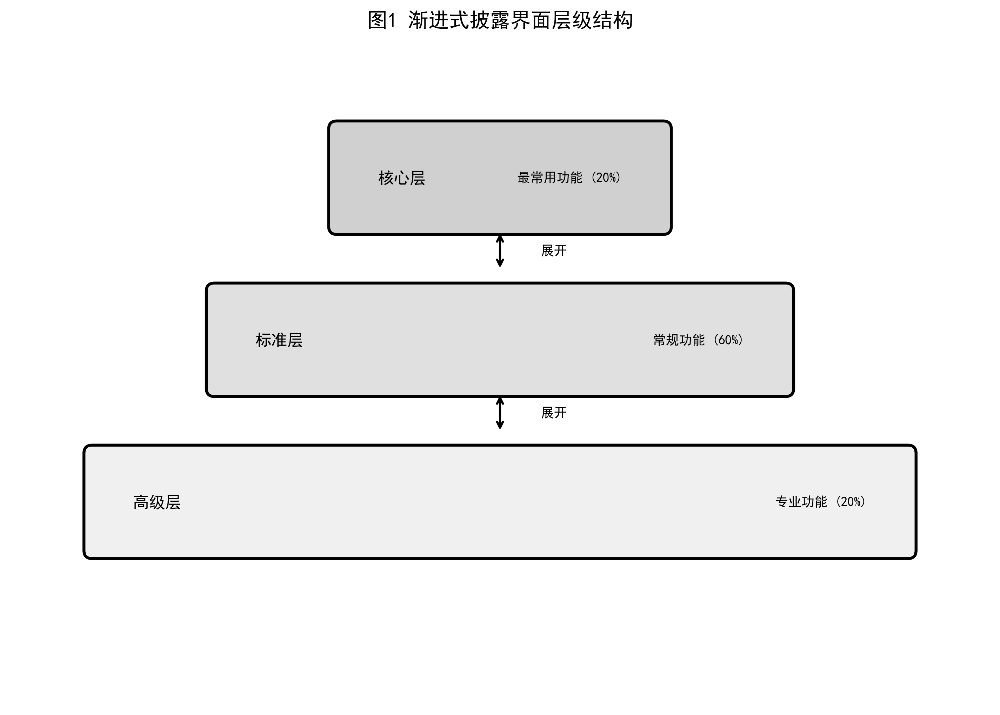 图1 渐进式披露界面层级结构
核心层 最常用功能（20%）
展开
标准层 常规功能（60%）
展开
高级层 专业功能（20%）